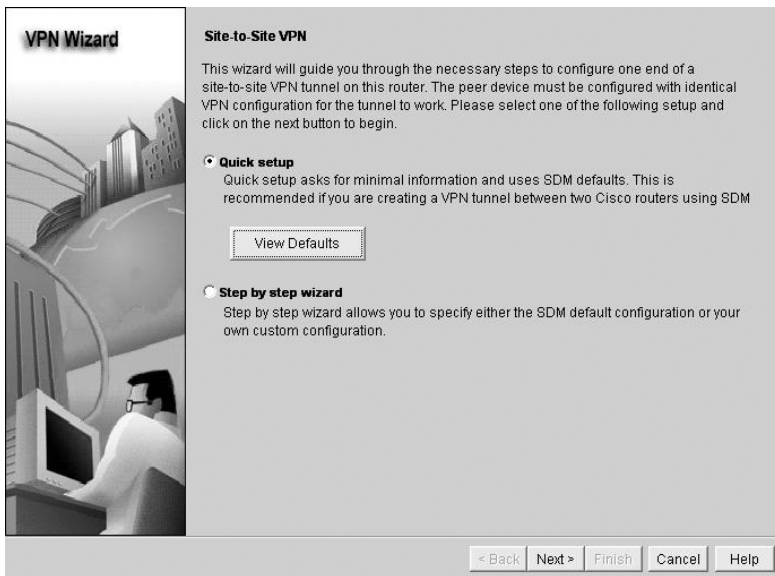 VPN Wizard
Site-to-Site VPN
This wizard will guide you through the necessary steps to configure one end of a
site-to-site VPN tunnel on this router. The peer device must be configured with identical
VPN configuration for the tunnel to work. Please select one of the following setup and
click on the next button to begin.
Quick setup
Quick setup asks for minimal information and uses SDM defaults. This is
recommended if you are creating a VPN tunnel between two Cisco routers using SDM
View Defaults
Step by step wizard
Step by step wizard allows you to specify either the SDM default configuration or your
own custom configuration.
< Back Next > Finish Cancel Help